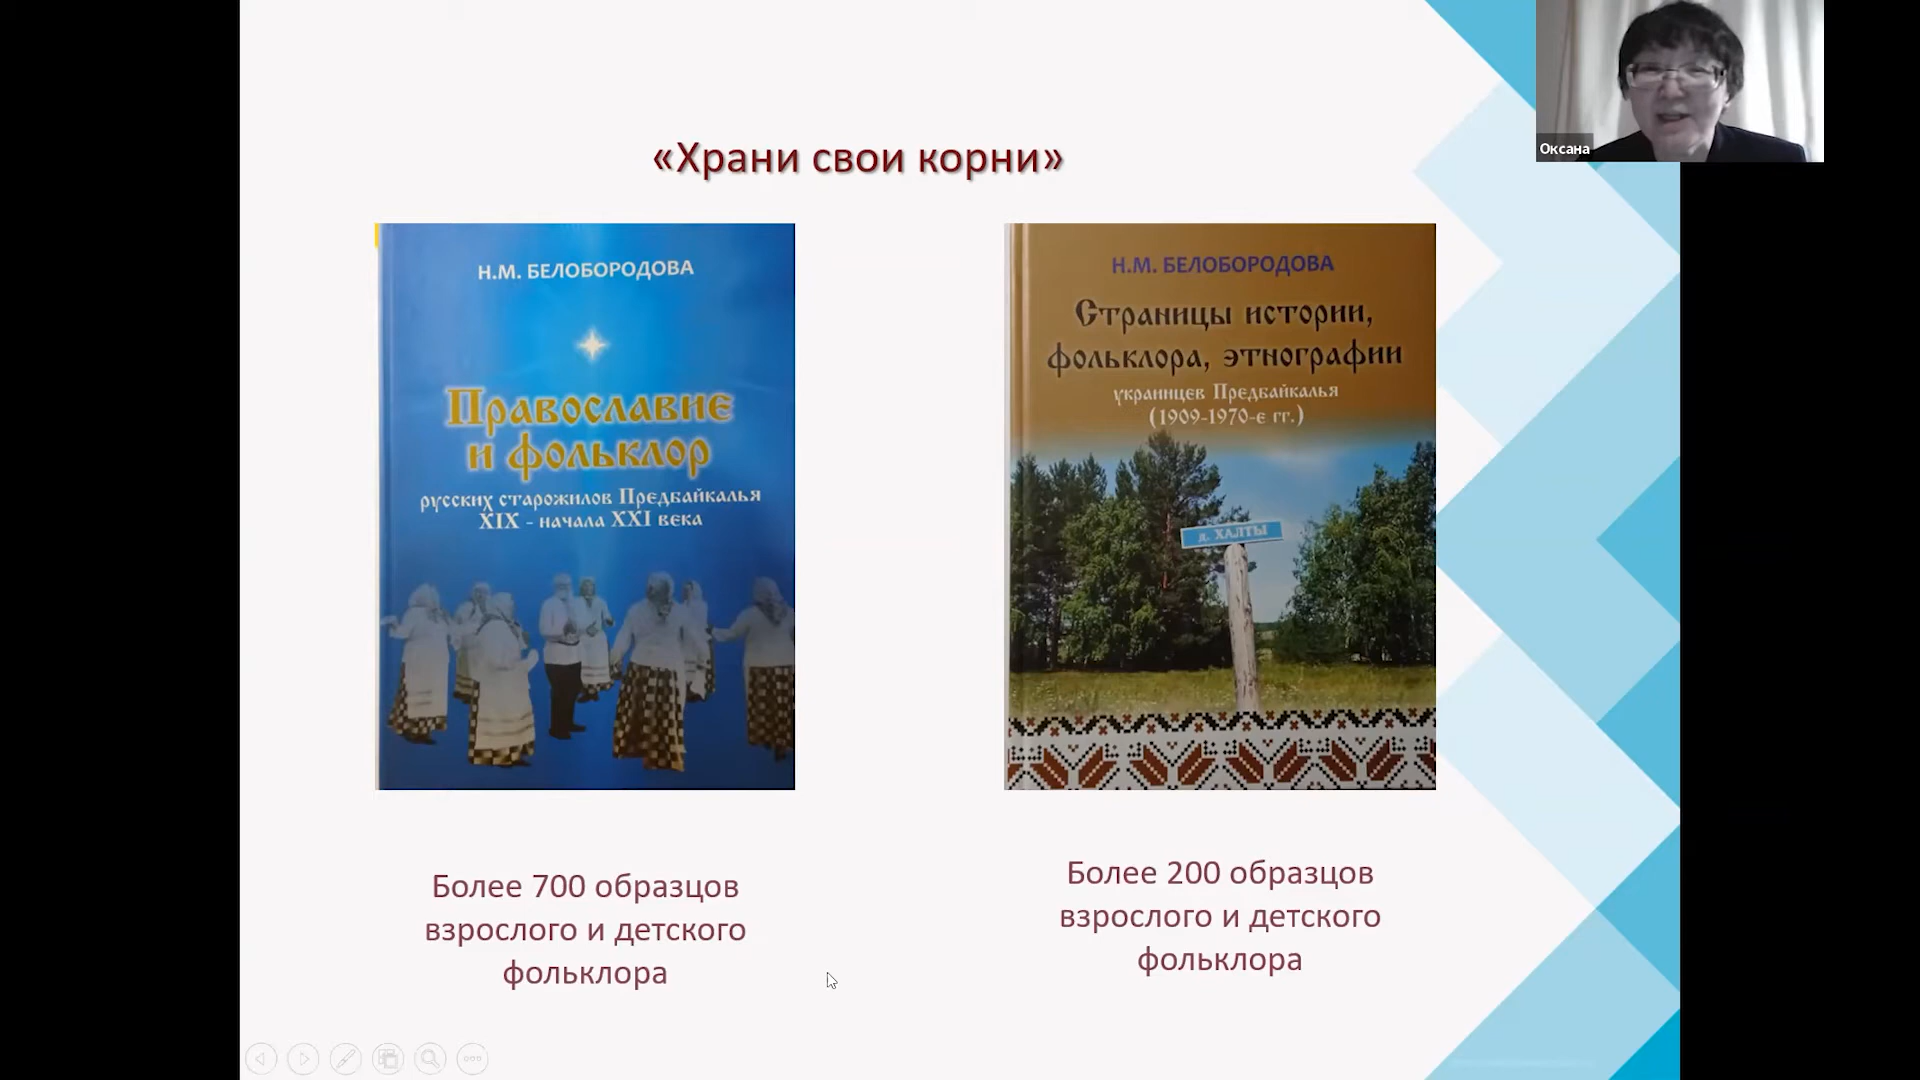 «Храни свои корни»
Оксана
Н.М. БЕЛОБОРОДОВА
Православие
и фольклор
русских старожилов Предбайкалья
XIX - начала XXI века
Н.М. БЕЛОБОРОДОВА
Страницы истории,
фольклора, этнографии
украинцев Предбайкалья
(1909-1970-е гг.)
д. ХАЛТЫ
Более 700 образцов
взрослого и детского
фольклора
Более 200 образцов
взрослого и детского
фольклора